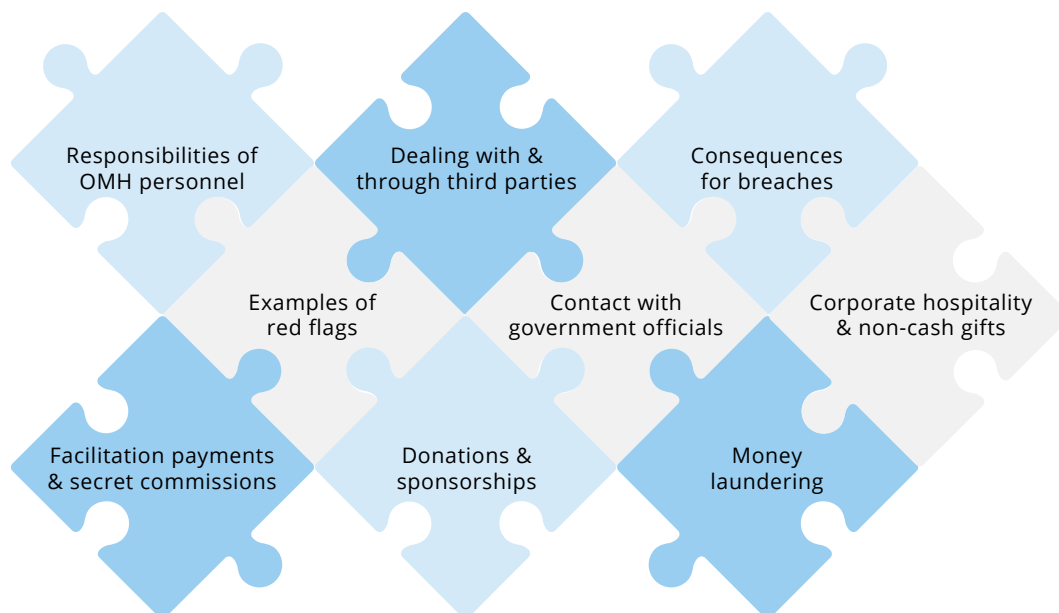 Responsibilities of
OMH personnel
Dealing with &
through third parties
Consequences
for breaches
Examples of
red flags
Contact with
government officials
Corporate hospitality
& non-cash gifts
Facilitation payments
& secret commissions
Donations &
sponsorships
Money
laundering